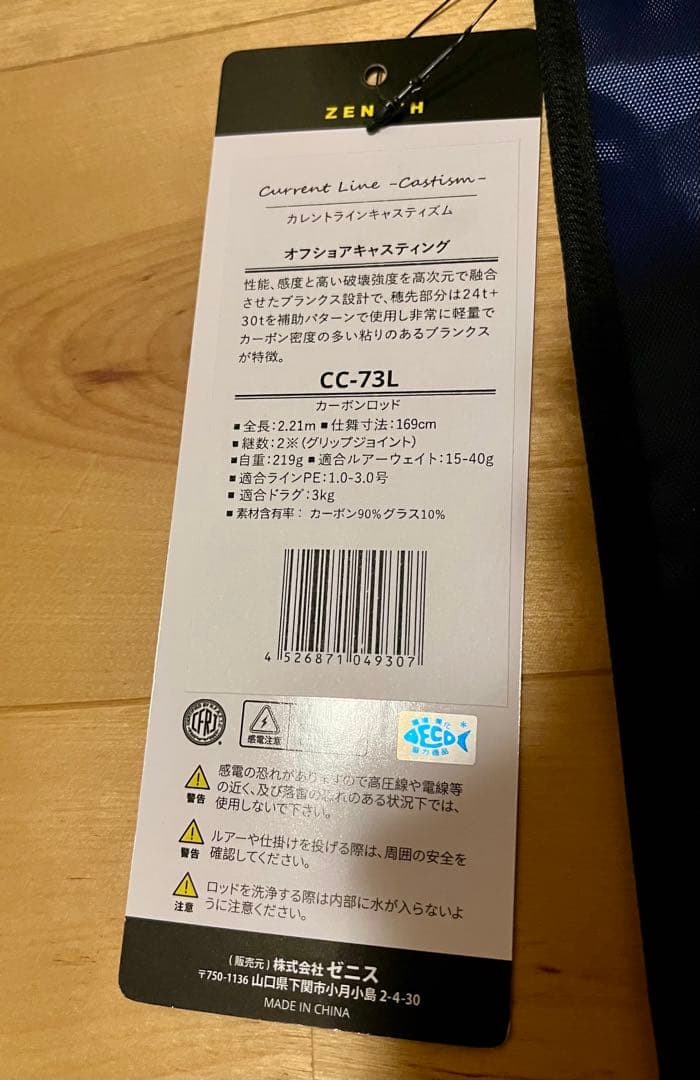 ZENITH
Current Line -Castism-
カレントラインキャスティズム
オフショアキャスティング
性能、感度と高い破壊強度を高次元で融合
させたブランクス設計で、穂先部分は24t+
30tを補助パターンで使用し非常に軽量で
カーボン密度の多い粘りのあるブランクス
が特徴。
CC-73L
カーボンロッド
■全長:2.21m ■仕舞寸法:169cm
■継数:2※(グリップジョイント)
■自重:219g ■適合ルアーウェイト:15-40g
■適合ラインPE:1.0-3.0号
■適合ドラグ:3kg
■素材含有率: カーボン90%グラス10%
4 526871 049307
CFRJ
感電注意
環境・美化
ECO
協力商品
警告
感電の恐れがありますので高圧線や電線等
の近く、及び落雷の恐れのある状況下では、
使用しないで下さい。
警告
ルアーや仕掛けを投げる際は、周囲の安全を
確認してください。
注意
ロッドを洗浄する際は内部に水が入らないよ
うに注意ください。
(販売元) 株式会社 ゼニス
〒750-1136 山口県下関市小月小島 2-4-30
MADE IN CHINA